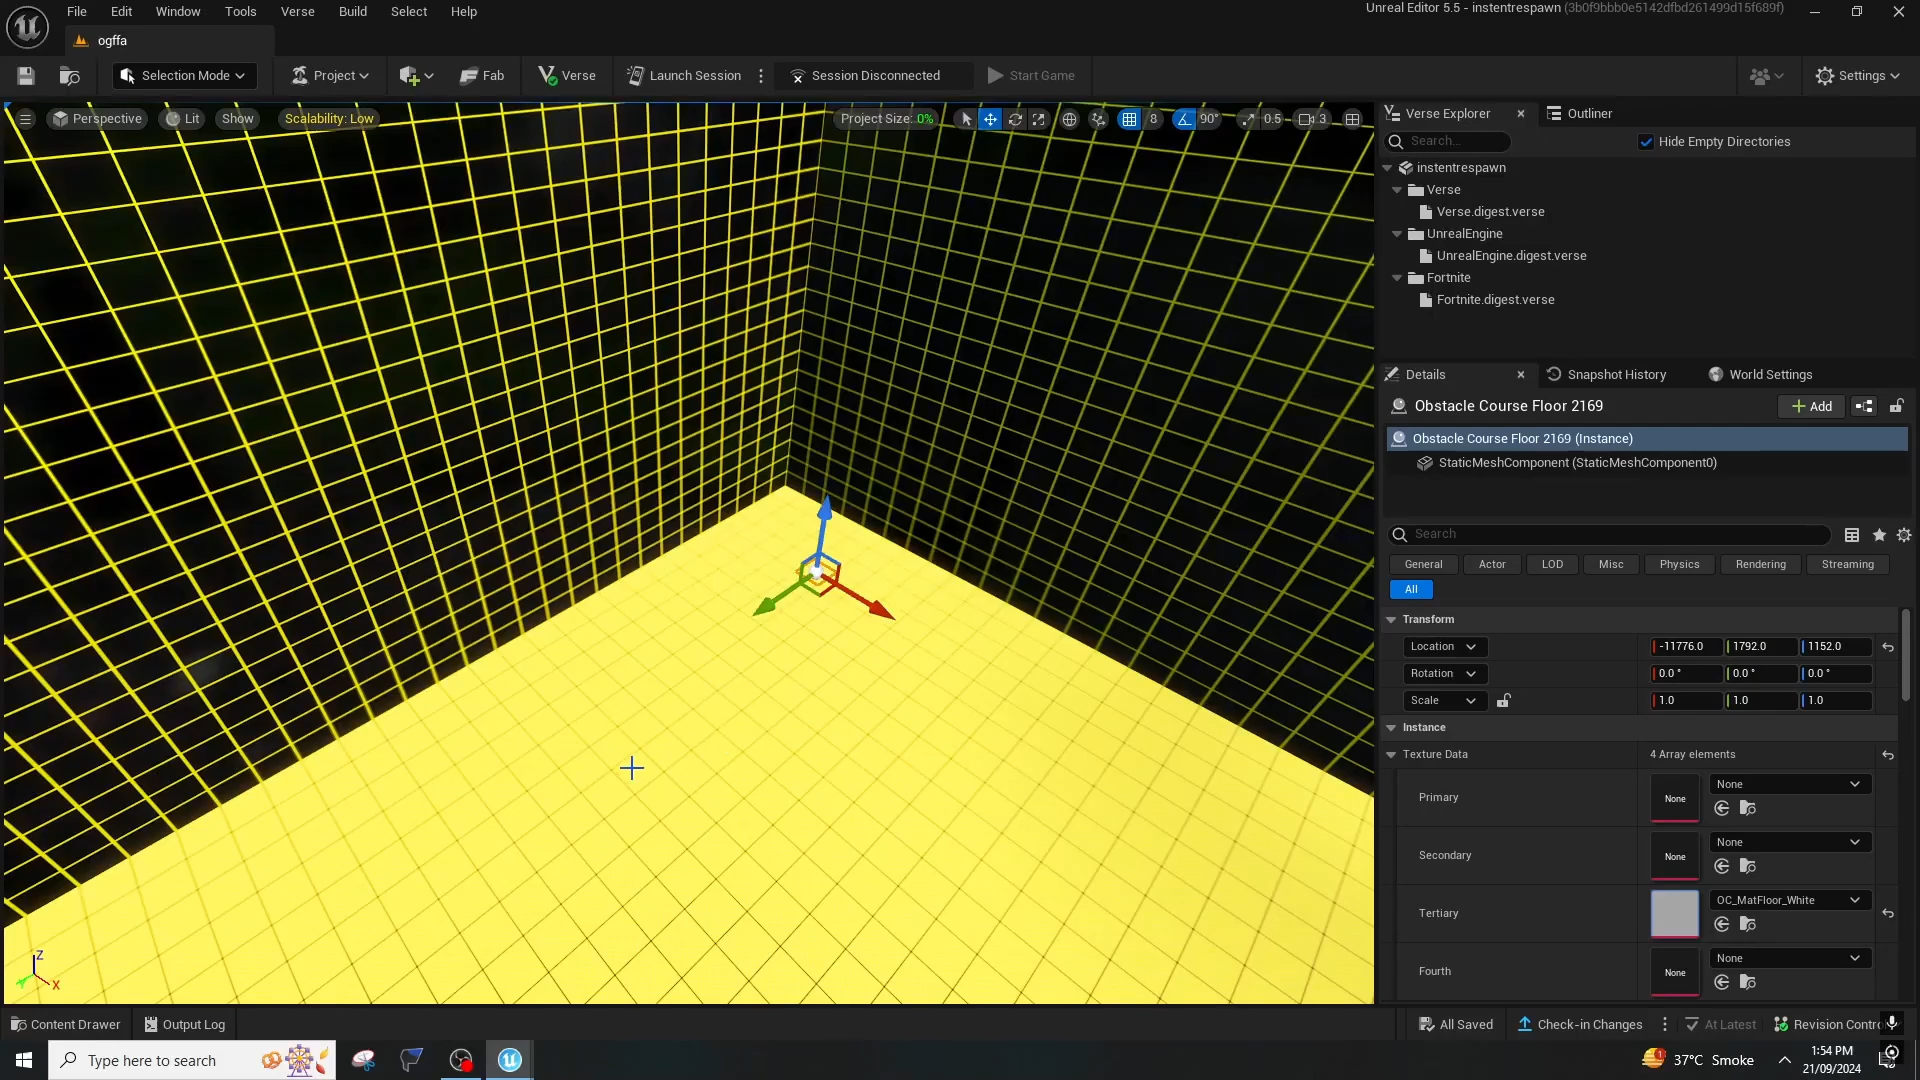 File Edit Window Tools Verse Build Select Help
Unreal Editor 5.5 - instentrespawn (3b0f9bbb0e5142dfbd261499d15f689f)
ogffa
Selection Mode Project Fab Verse Launch Session Session Disconnected Start Game Settings
Perspective Lit Show Scalability: Low Project Size: 0% 8 90° 0.5 3
Verse Explorer Outliner
Search... Hide Empty Directories
instentrespawn
Verse
Verse.digest.verse
UnrealEngine
UnrealEngine.digest.verse
Fortnite
Fortnite.digest.verse
Details Snapshot History World Settings
Obstacle Course Floor 2169 Add
Obstacle Course Floor 2169 (Instance)
StaticMeshComponent (StaticMeshComponent0)
Search
General Actor LOD Misc Physics Rendering Streaming
All
Transform
Location -11776.0 1792.0 1152.0
Rotation 0.0 ° 0.0 ° 0.0 °
Scale 1.0 1.0 1.0
Instance
Texture Data 4 Array elements
Primary None None
Secondary None None
Tertiary OC_MatFloor_White
Fourth None None
Z
X
Content Drawer Output Log All Saved Check-in Changes At Latest Revision Contro
Type here to search 1 37°C Smoke 1:54 PM
21/09/2024